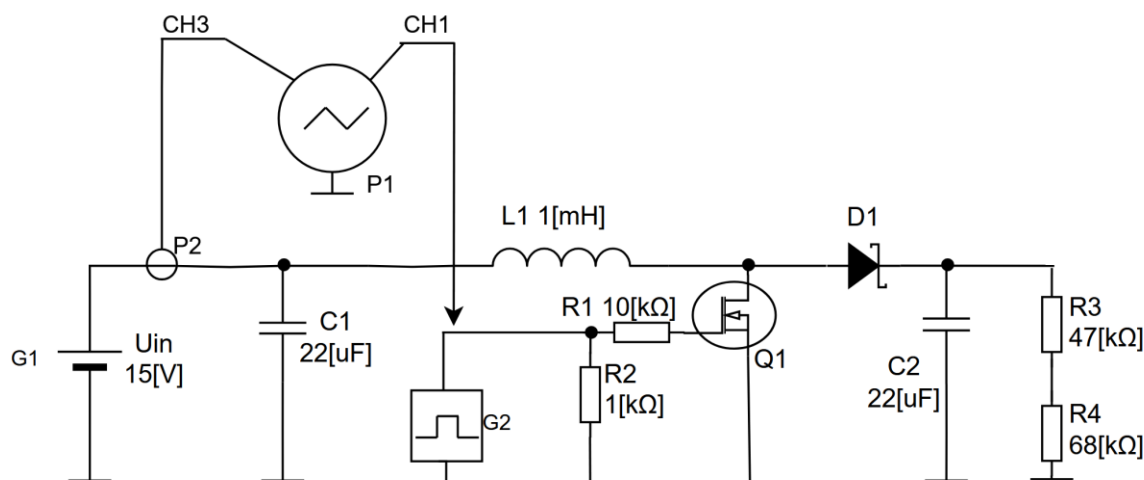 CH3
CH1
P1
P2
L1 1[mH]
D1
R1 10[kΩ]
Q1
C1
22[uF]
G1
Uin
15[V]
R2
1[kΩ]
G2
C2
22[uF]
R3
47[kΩ]
R4
68[kΩ]